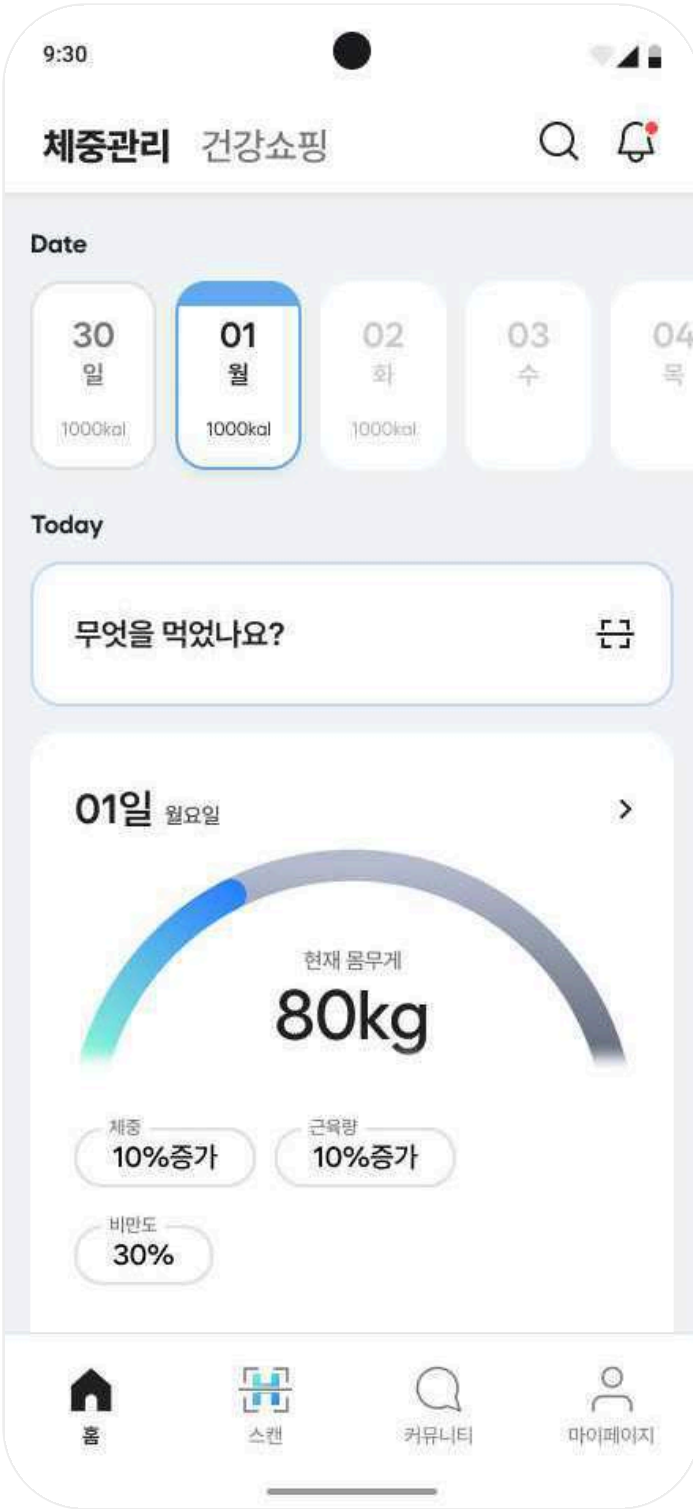 9:30
체중관리 건강쇼핑
Date
30 01 02 03 04
일 월 화 수 목
1000kal 1000kal 1000kal
Today
무엇을 먹었나요?
01일 월요일
현재 몸무게
80kg
체중 근육량
10%증가 10%증가
비만도
30%
홈 스캔 커뮤니티 마이페이지